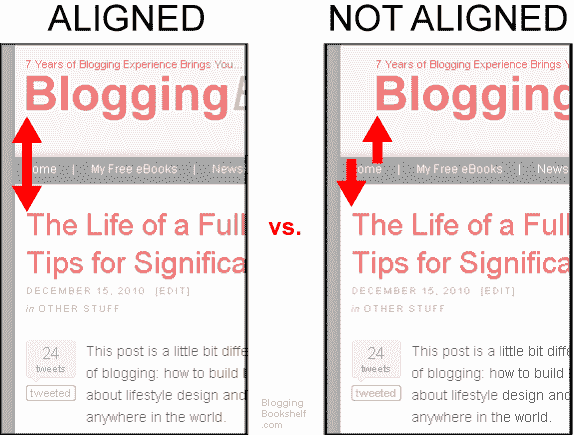 ALIGNED
7 Years of Blogging Experience Brings You...
Blogging
ome | My Free eBooks | News
The Life of a Full
Tips for Significa
DECEMBER 15, 2010 [EDIT]
in OTHER STUFF
24
tweets
tweeted
This post is a little bit diffe
of blogging: how to build
about lifestyle design and
anywhere in the world.
vs.
Blogging
Bookshelf
.com
NOT ALIGNED
7 Years of Blogging Experience Brings Y
Blogging
ome | My Free eBooks | News
The Life of a Full
Tips for Significa
DECEMBER 15, 2010 [EDIT]
in OTHER STUFF
24
tweets
tweeted
This post is a little bit diffe
of blogging: how to build
about lifestyle design and
anywhere in the world.